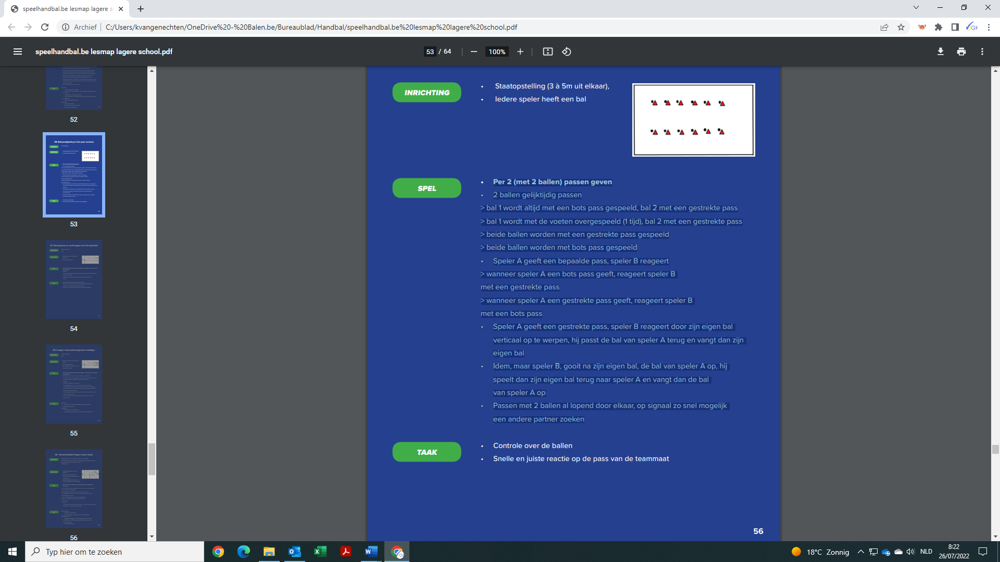 speelhandbal.be lesmap lagere s
Archief
C:/Users/kvangenechten/OneDrive%20-%20Balen.be/Bureaublad/Handbal/speelhandbal.be%20lesmap%20lagere%20school.pdf
speelhandbal.be lesmap lagere school.pdf
53 / 64
100%
52
53
54
55
56
INRICHTING
• Staatopstelling (3 à 5m uit elkaar),
• Iedere speler heeft een bal
SPEL
• Per 2 (met 2 ballen) passen geven
• 2 ballen gelijktijdig passen
> bal 1 wordt altijd met een bots pass gespeeld, bal 2 met een gestrekte pass
> bal 1 wordt met de voeten overgespeeld (1 tijd), bal 2 met een gestrekte pass
> beide ballen worden met een gestrekte pass gespeeld
> beide ballen worden met bots pass gespeeld
• Speler A geeft een bepaalde pass, speler B reageert
> wanneer speler A een bots pass geeft, reageert speler B
met een gestrekte pass
> wanneer speler A een gestrekte pass geeft, reageert speler B
met een bots pass
• Speler A geeft een gestrekte pass, speler B reageert door zijn eigen bal
verticaal op te werpen, hij passt de bal van speler A terug en vangt dan zijn
eigen bal
• Idem, maar speler B, gooit na zijn eigen bal, de bal van speler A op, hij
speelt dan zijn eigen bal terug naar speler A en vangt dan de bal
van speler A op
• Passen met 2 ballen al lopend door elkaar, op signaal zo snel mogelijk
een andere partner zoeken
TAAK
• Controle over de ballen
• Snelle en juiste reactie op de pass van de teammaat
56
Typ hier om te zoeken
18°C Zonnig
NLD
8:22
26/07/2022